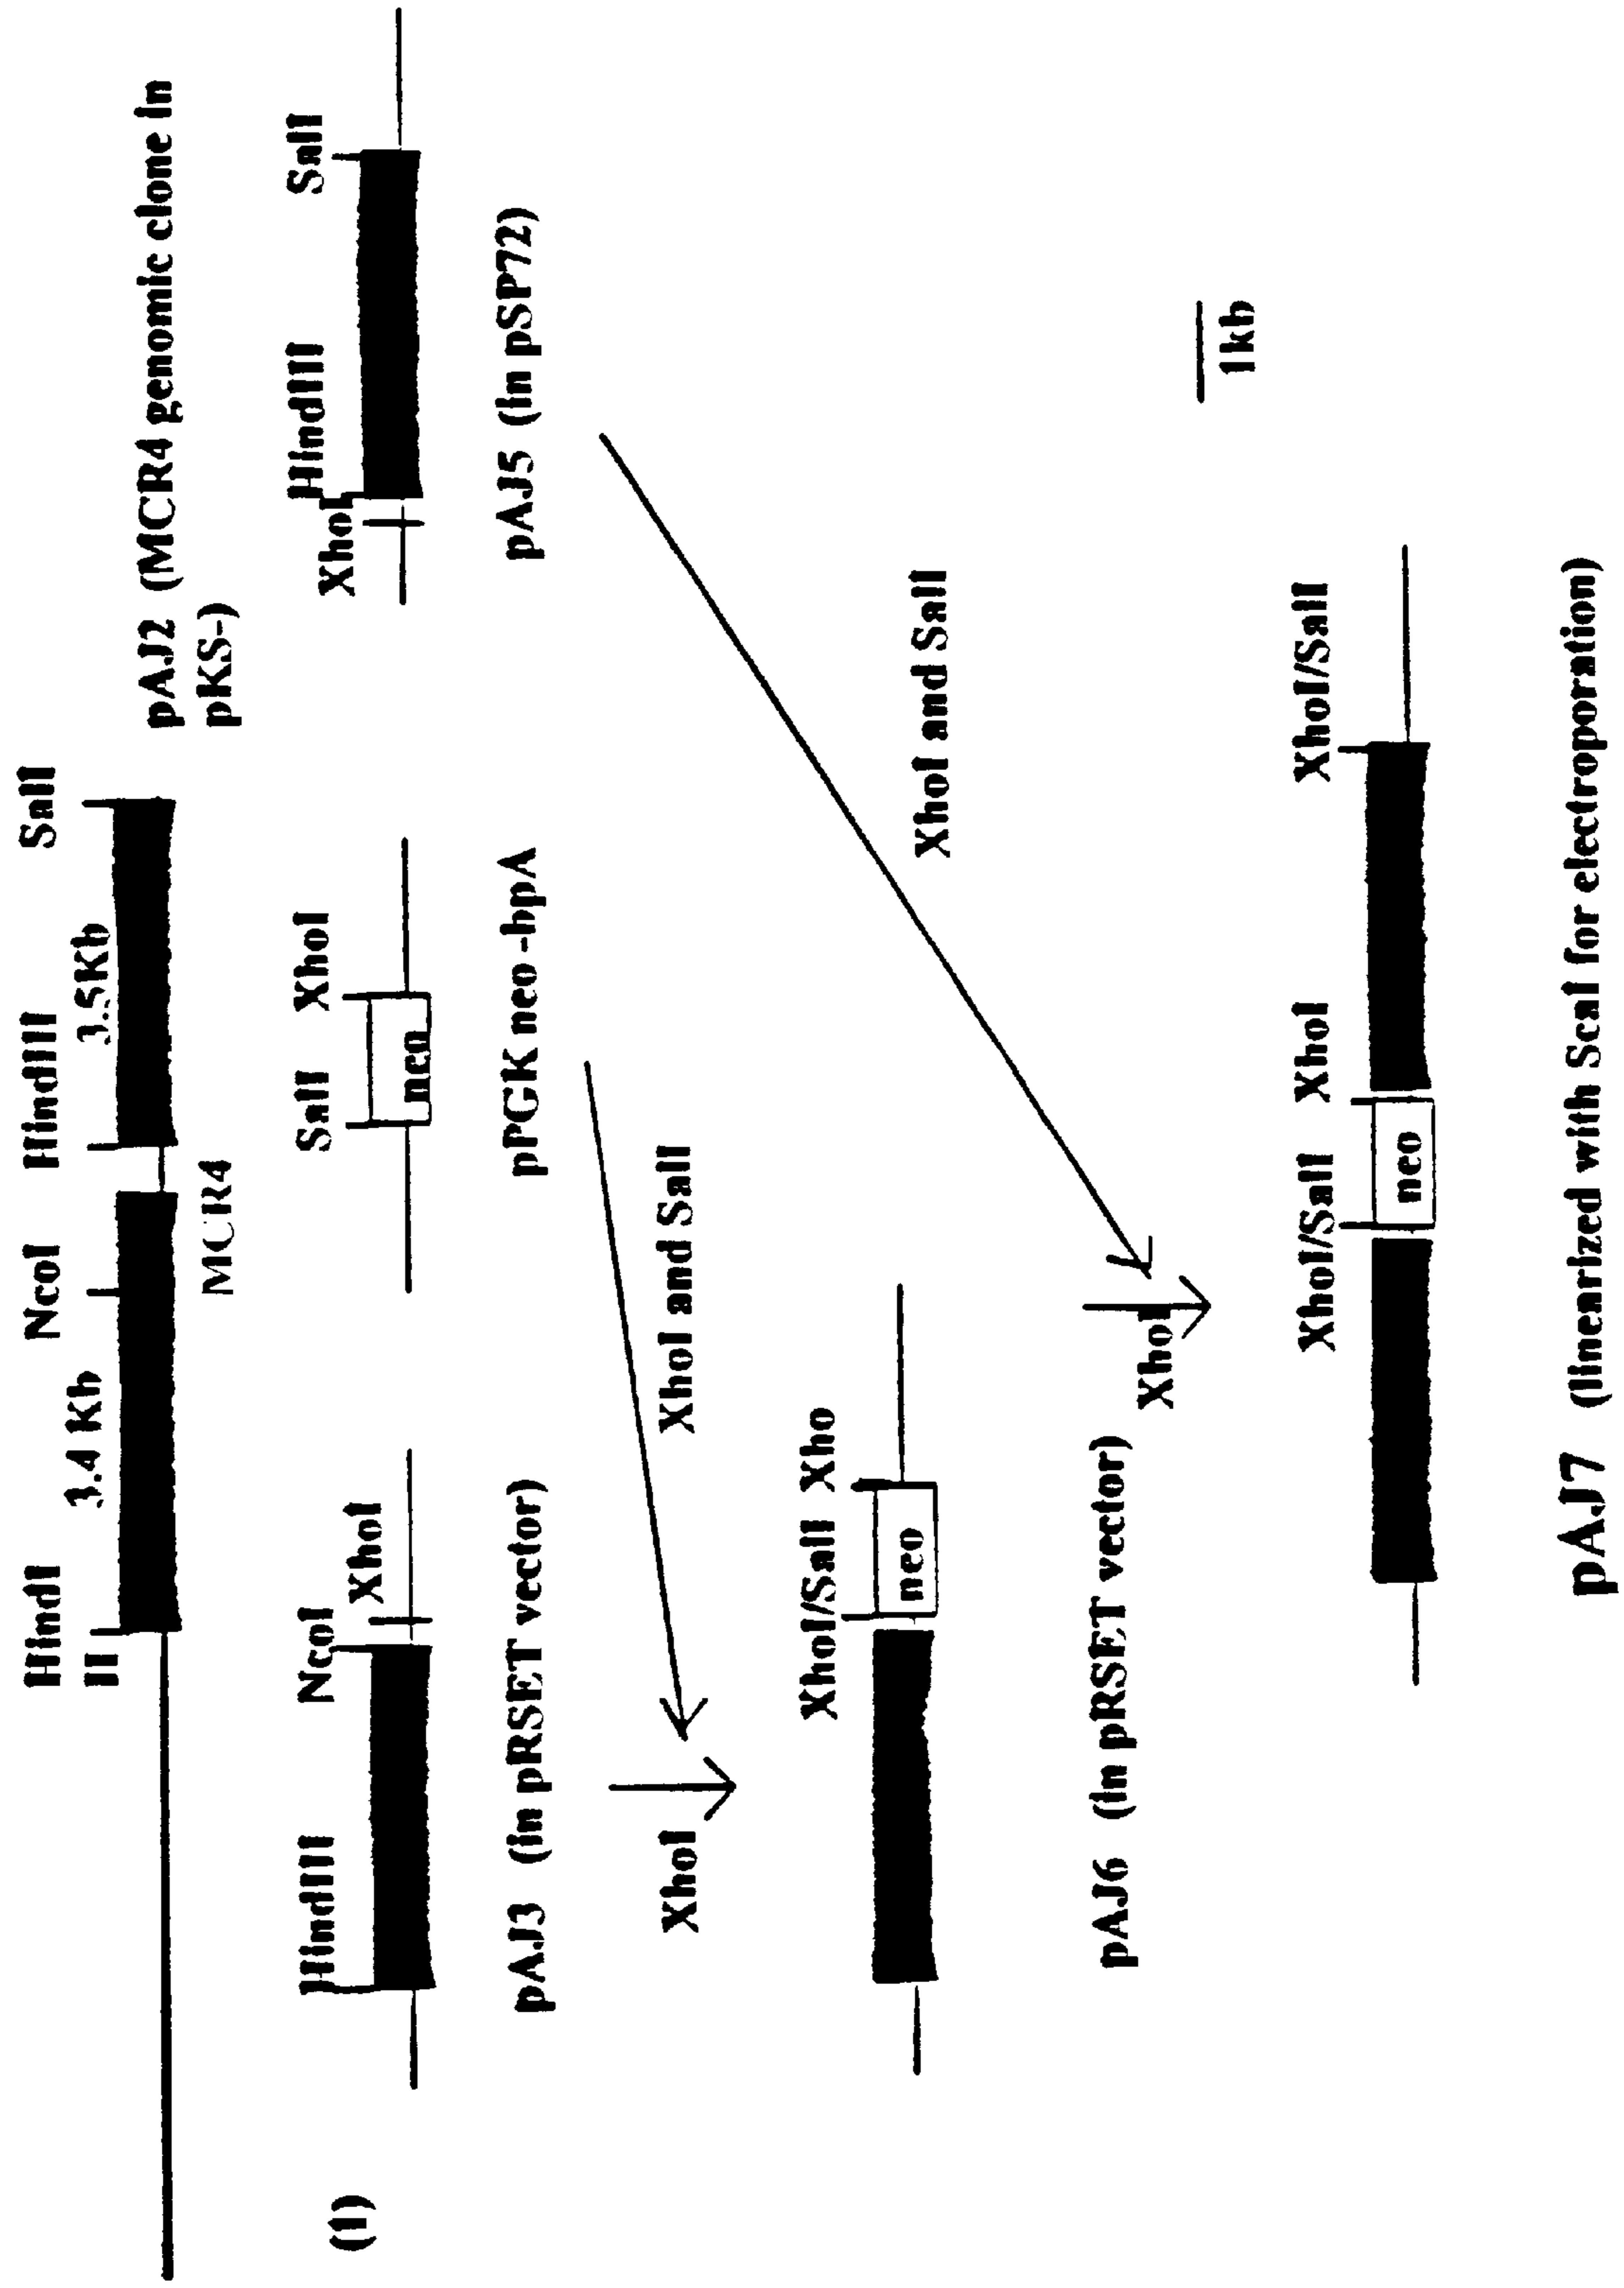 HindI
II
3.4 Kb
NcoI
HindIII
3.5Kb
SalI
MCR4
pAJ2 (MCR4 genomic clone in
pKS-)
(1)
HindIII
NcoI
XhoI
SalI
XhoI
XhoI
HindIII
SalI
neo
pAJ3 (in pRSET vector)
pPGK neo -bpA
pAJ5 (in pSP72)
XhoI
XhoI and SalI
XhoI/SalI Xho
neo
XhoI and SalI
pAJ6 (in pRSET vector)
XhoI
1kb
XhoI/SalI
XhoI
XhoI/SalI
neo
pAJ7 (linearized with ScaI for electroporation)